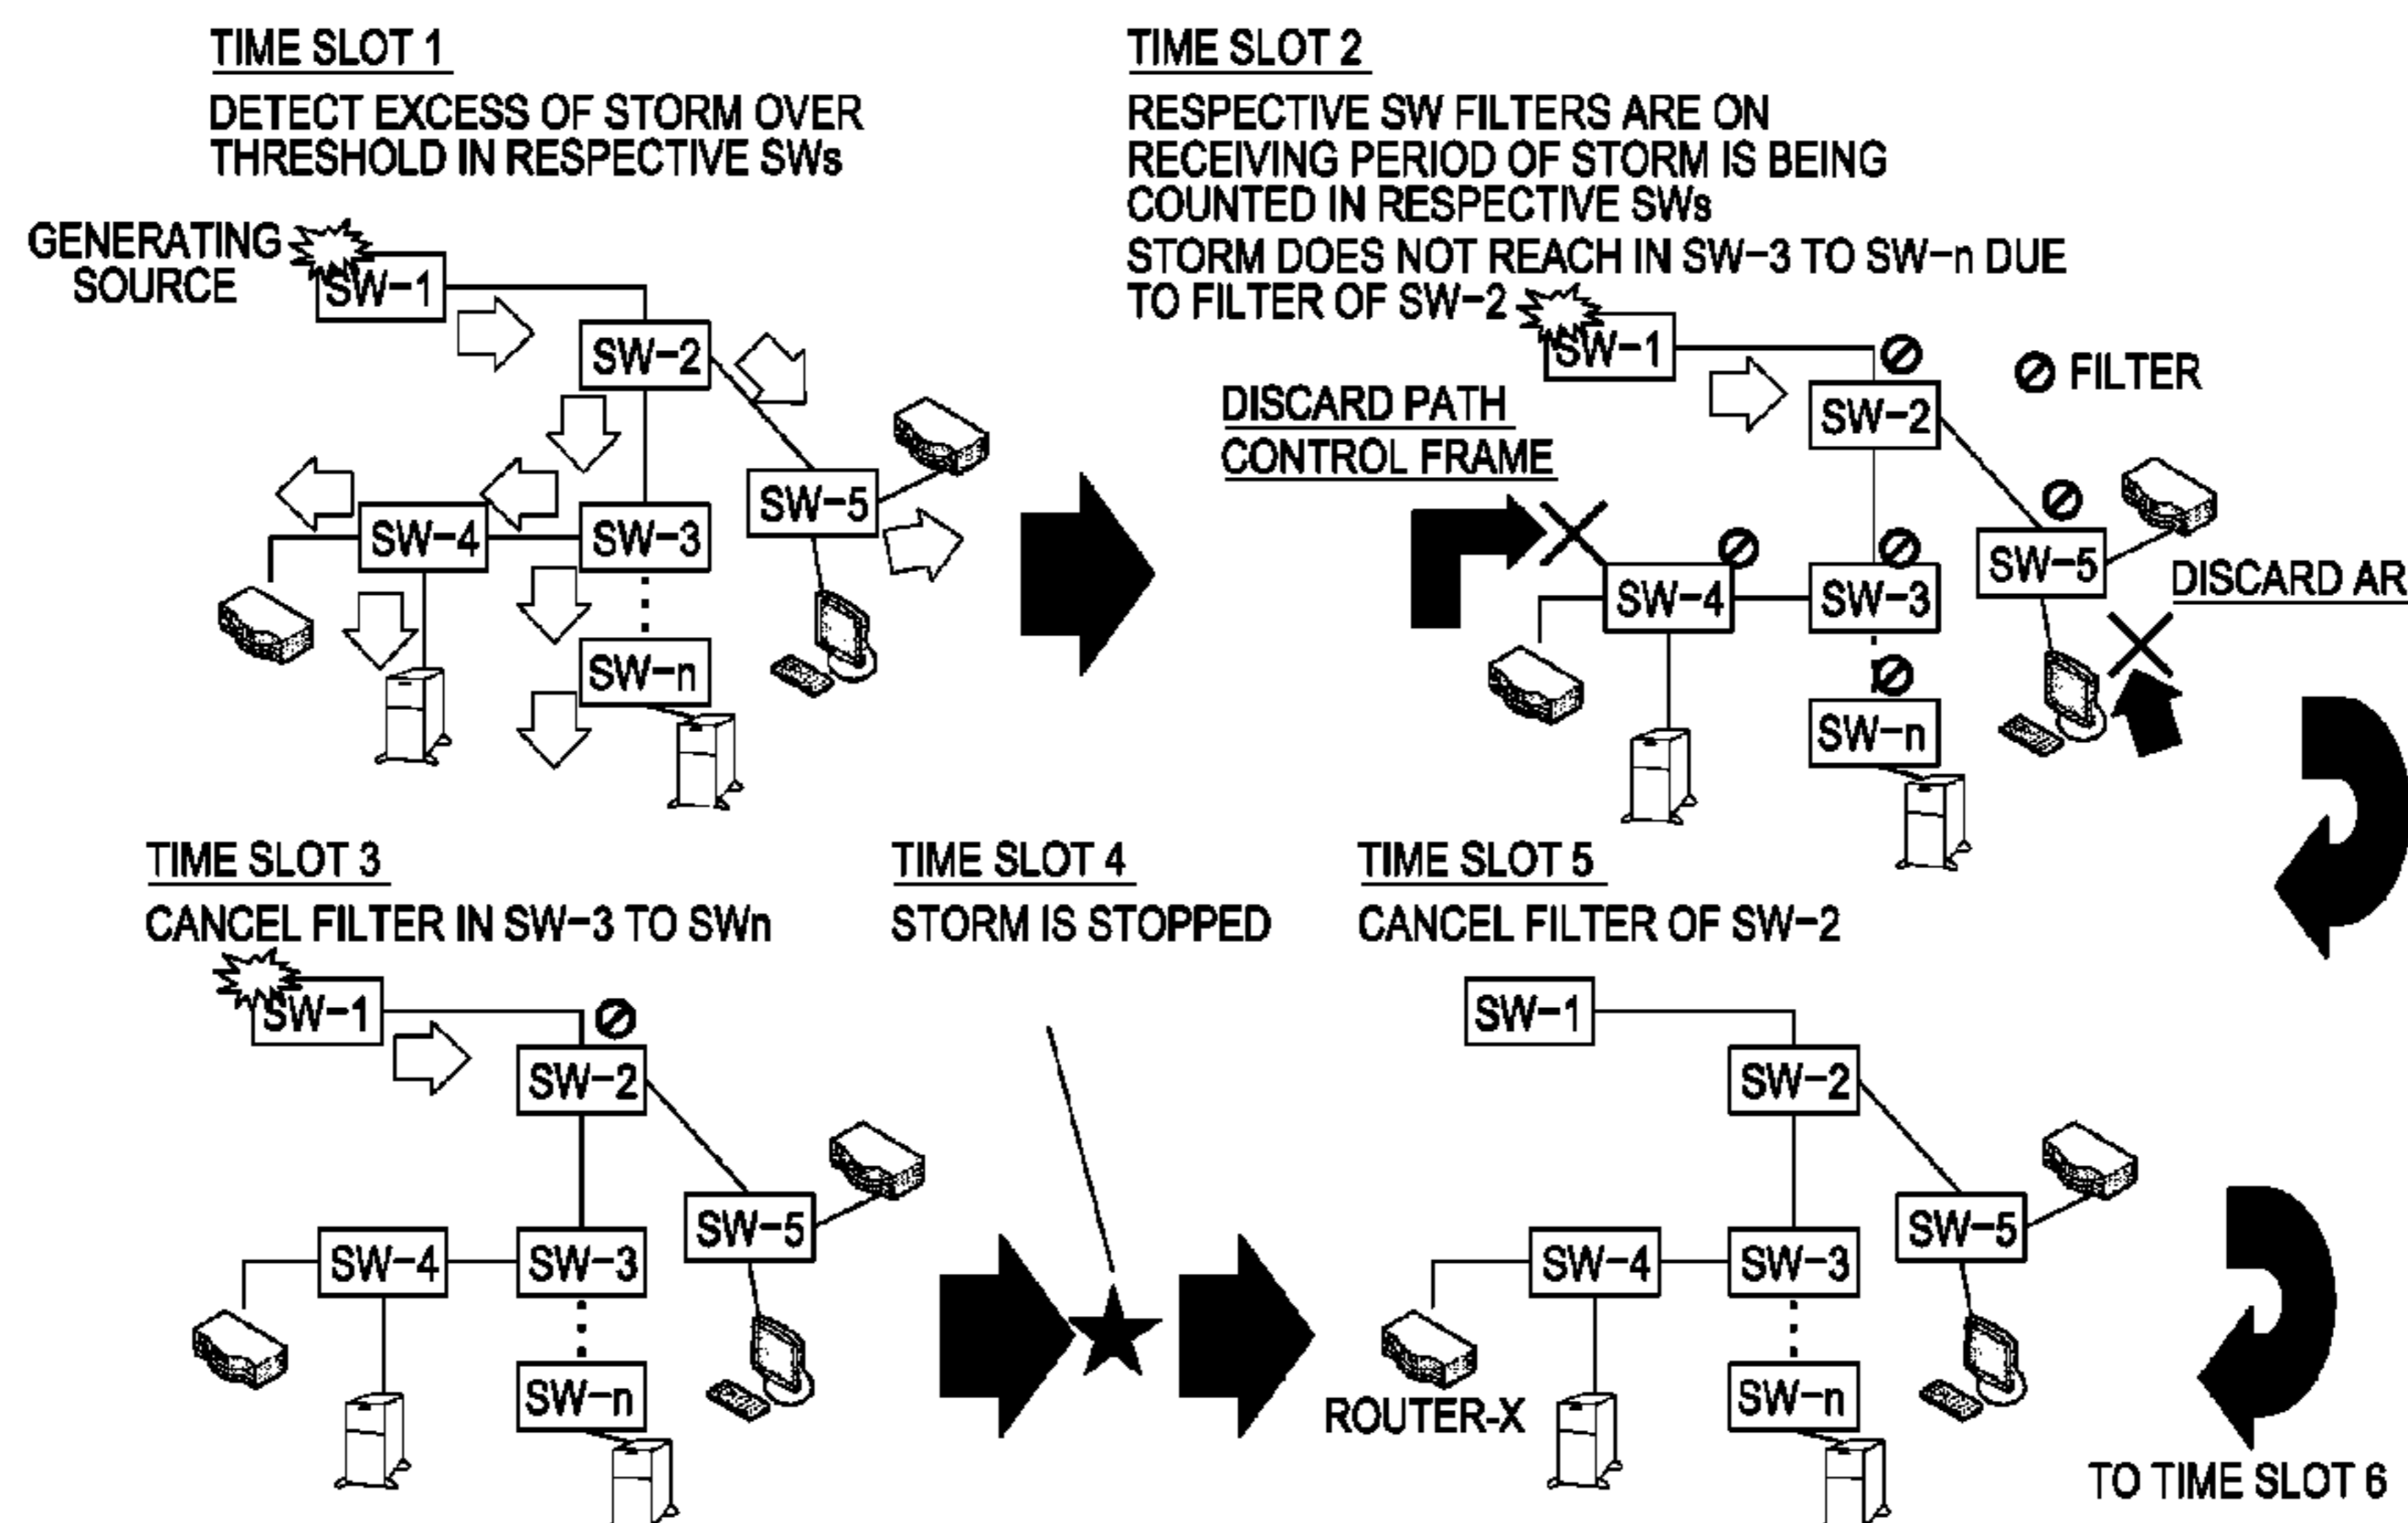 TIME SLOT 1
DETECT EXCESS OF STORM OVER
THRESHOLD IN RESPECTIVE SWs
GENERATING
SOURCE
SW-1
SW-2
SW-5
SW-4
SW-3
SW-n
TIME SLOT 2
RESPECTIVE SW FILTERS ARE ON
RECEIVING PERIOD OF STORM IS BEING
COUNTED IN RESPECTIVE SWs
STORM DOES NOT REACH IN SW-3 TO SW-n DUE
TO FILTER OF SW-2
SW-1
FILTER
DISCARD PATH
CONTROL FRAME
SW-2
SW-5
DISCARD AR
SW-4
SW-3
SW-n
TIME SLOT 3
CANCEL FILTER IN SW-3 TO SWn
SW-1
SW-2
SW-5
SW-4
SW-3
SW-n
TIME SLOT 4
STORM IS STOPPED
TIME SLOT 5
CANCEL FILTER OF SW-2
SW-1
SW-2
SW-5
SW-4
SW-3
SW-n
ROUTER-X
TO TIME SLOT 6